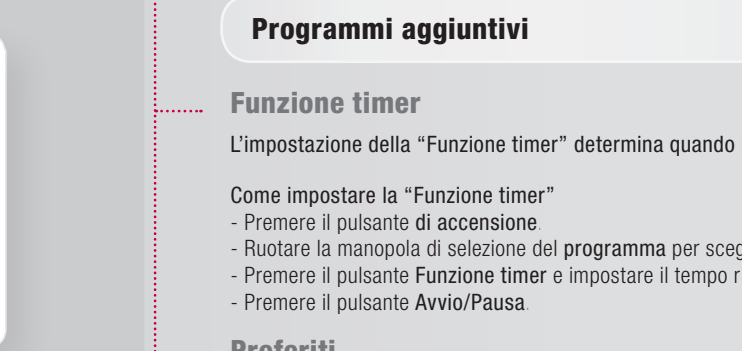 Programmi aggiuntivi
Funzione timer
L’impostazione della “Funzione timer” determina quando
Come impostare la “Funzione timer”
- Premere il pulsante di accensione.
- Ruotare la manopola di selezione del programma per sceg
- Premere il pulsante Funzione timer e impostare il tempo r
- Premere il pulsante Avvio/Pausa.
Preferiti